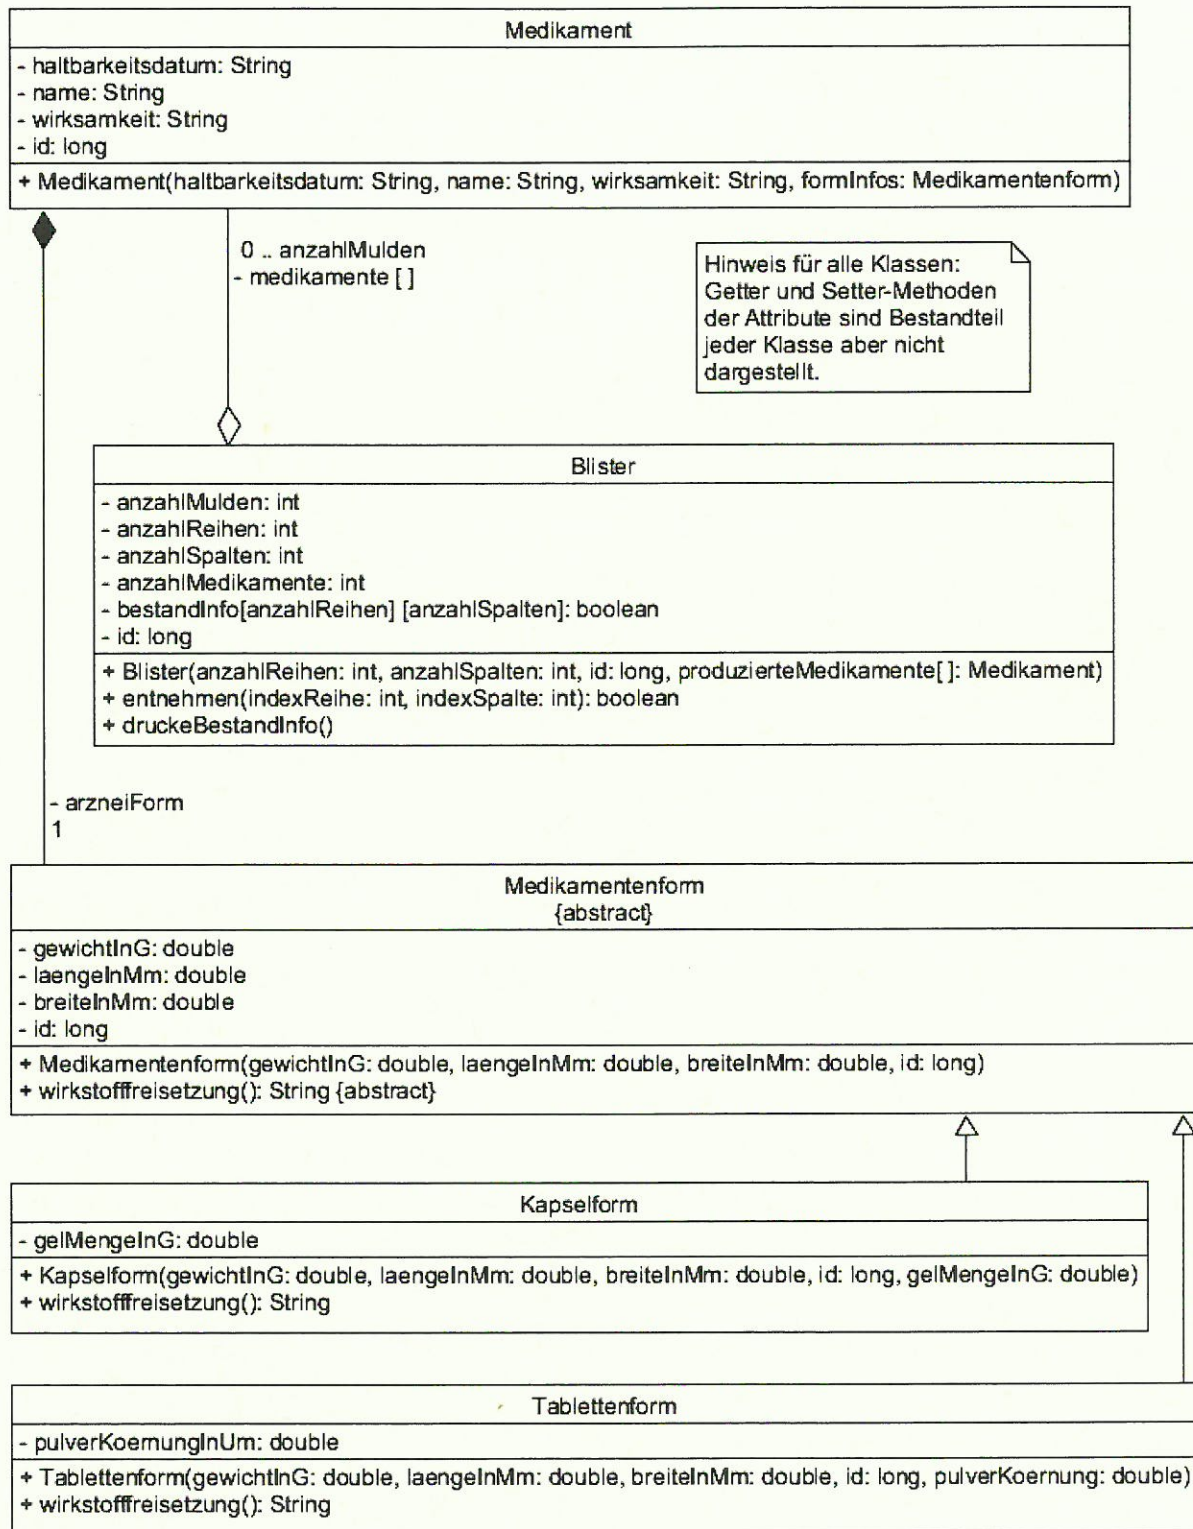 Medikament
- haltbarkeitsdatum: String
- name: String
- wirksamkeit: String
- id: long
+ Medikament(haltbarkeitsdatum: String, name: String, wirksamkeit: String, formInfos: Medikamentenform)
0 .. anzahlMulden
- medikamente [ ]
Hinweis für alle Klassen:
Getter und Setter-Methoden
der Attribute sind Bestandteil
jeder Klasse aber nicht
dargestellt.
Blister
- anzahlMulden: int
- anzahlReihen: int
- anzahlSpalten: int
- anzahlMedikamente: int
- bestandInfo[anzahlReihen] [anzahlSpalten]: boolean
- id: long
+ Blister(anzahlReihen: int, anzahlSpalten: int, id: long, produzierteMedikamente[ ]: Medikament)
+ entnehmen(indexReihe: int, indexSpalte: int): boolean
+ druckeBestandInfo()
- arzneiForm
1
Medikamentenform
{abstract}
- gewichtInG: double
- laengeInMm: double
- breiteInMm: double
- id: long
+ Medikamentenform(gewichtInG: double, laengeInMm: double, breiteInMm: double, id: long)
+ wirkstofffreisetzung(): String {abstract}
Kapselform
- gelMengeInG: double
+ Kapselform(gewichtInG: double, laengeInMm: double, breiteInMm: double, id: long, gelMengeInG: double)
+ wirkstofffreisetzung(): String
Tablettenform
- pulverKoernungInUm: double
+ Tablettenform(gewichtInG: double, laengeInMm: double, breiteInMm: double, id: long, pulverKoernung: double)
+ wirkstofffreisetzung(): String